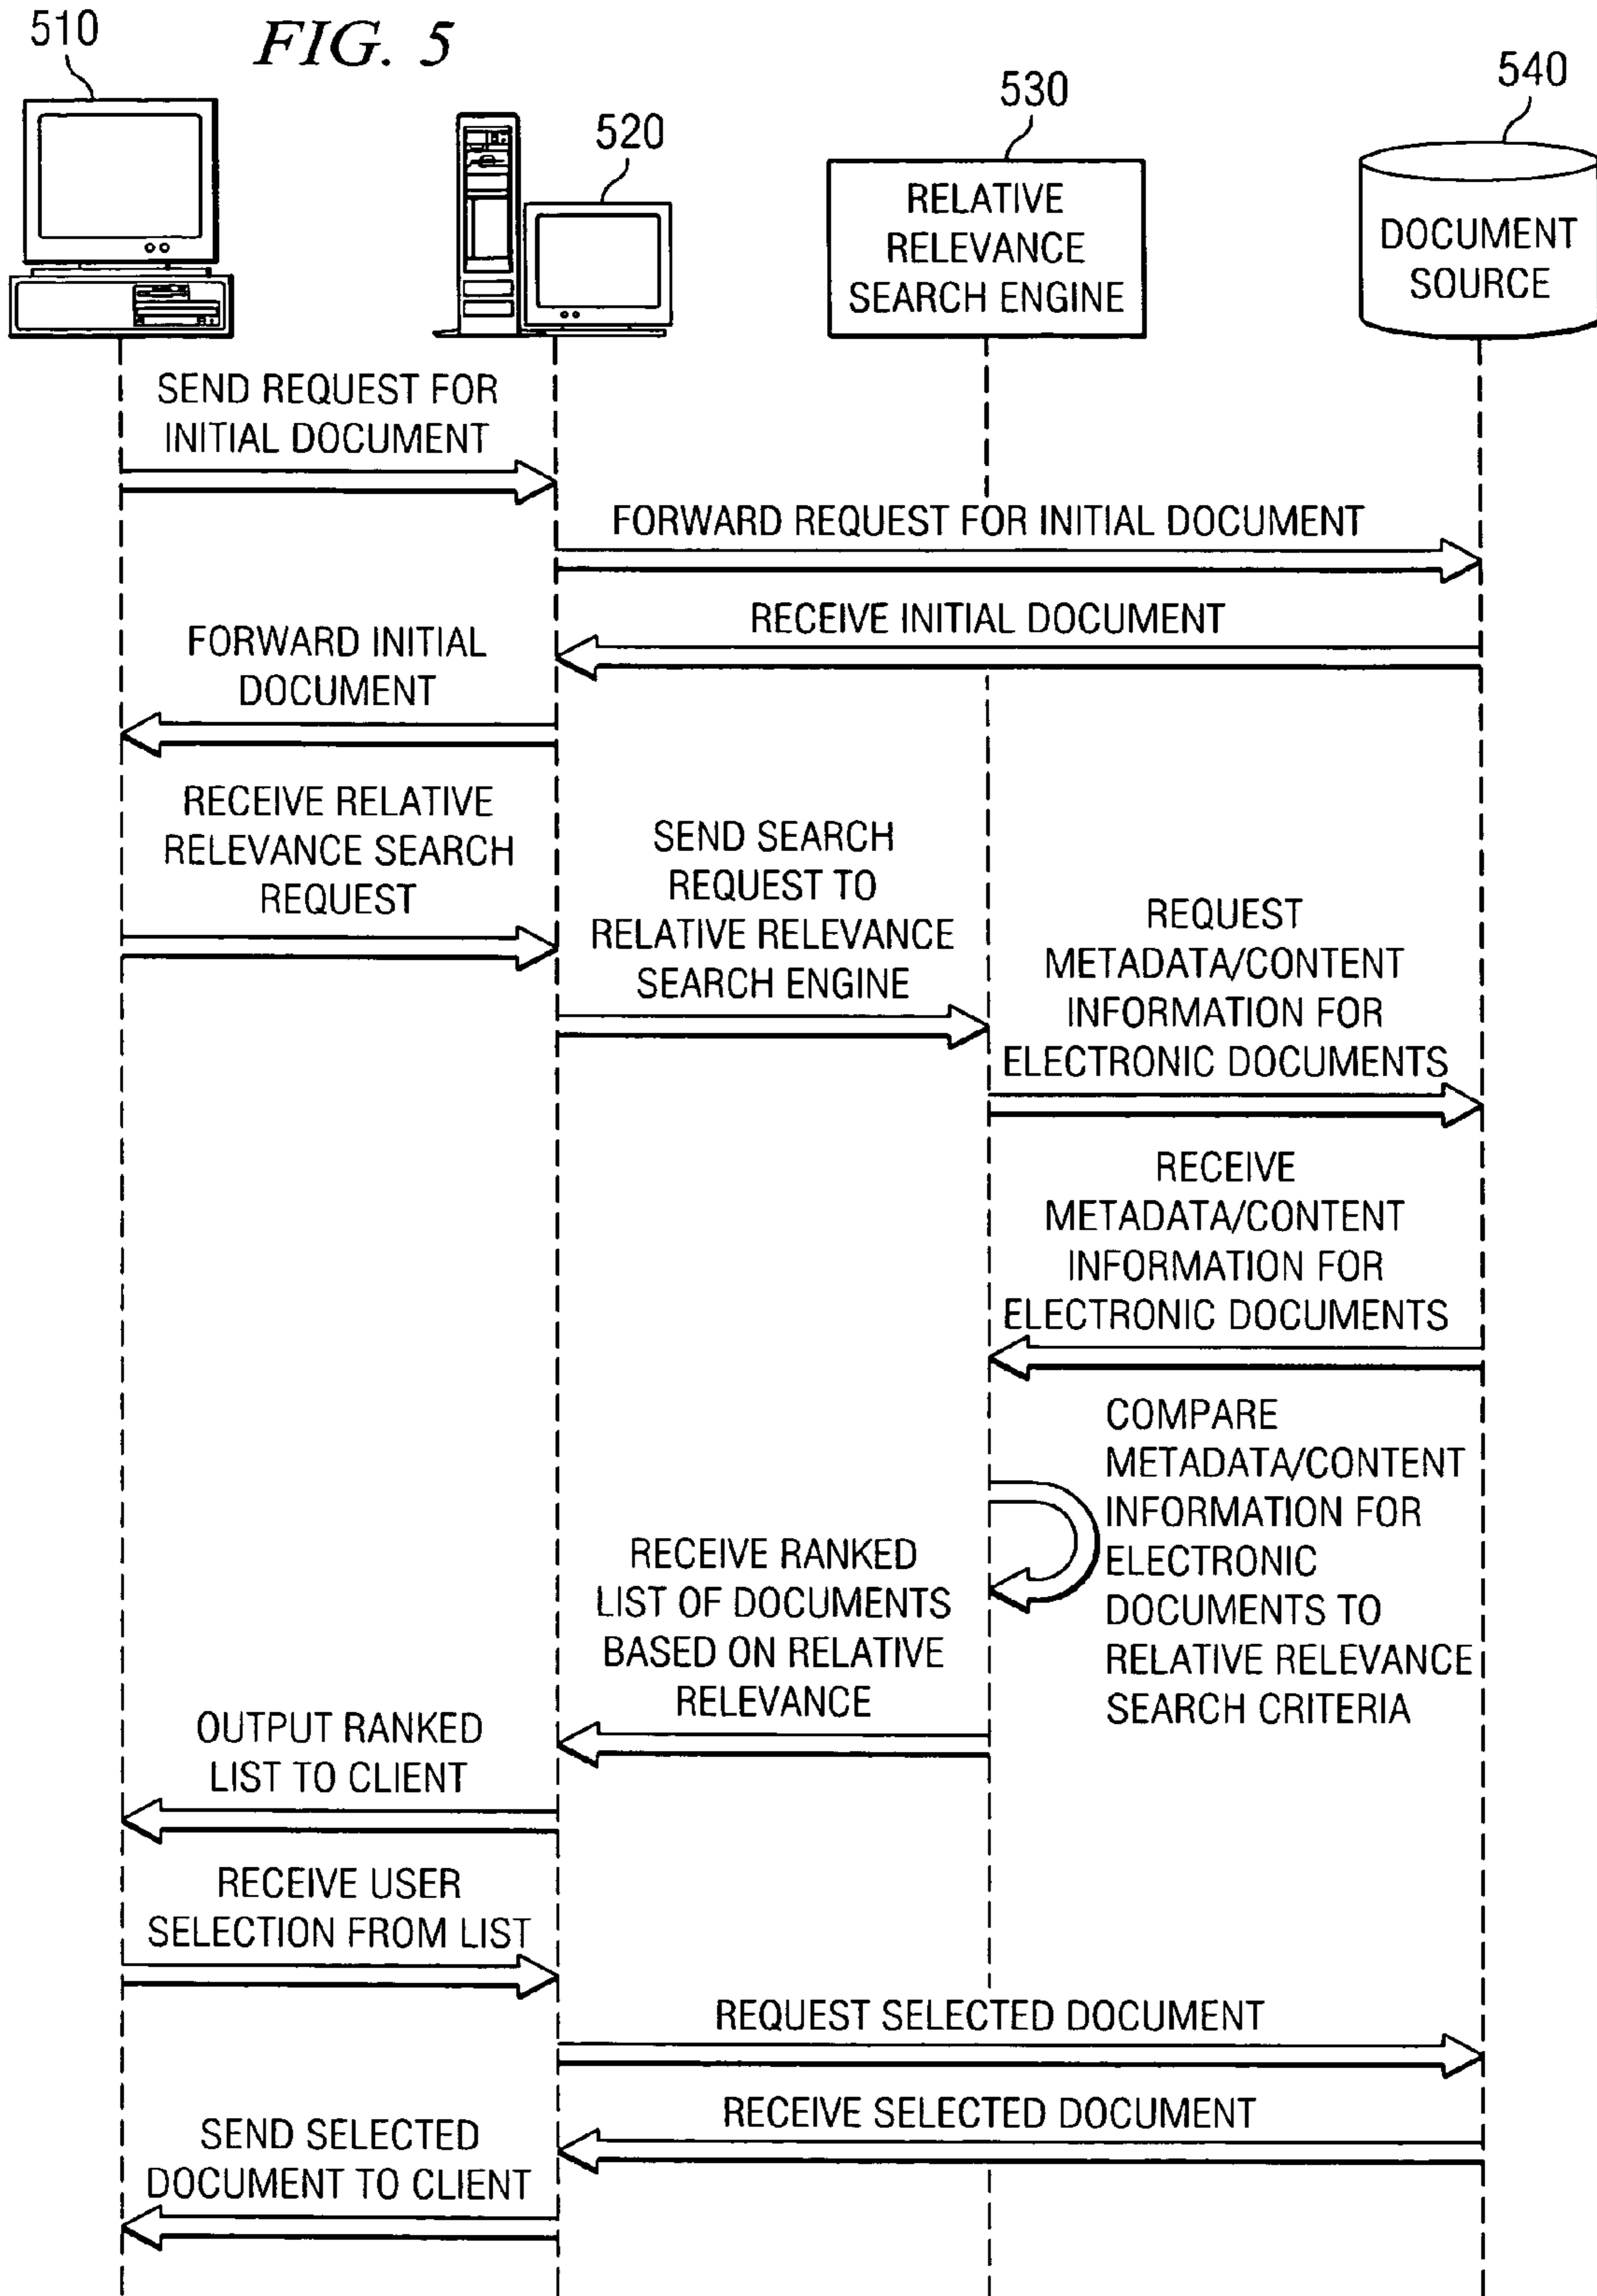 510
FIG. 5
520
530
540
RELATIVE
RELEVANCE
SEARCH ENGINE
DOCUMENT
SOURCE
SEND REQUEST FOR
INITIAL DOCUMENT
FORWARD REQUEST FOR INITIAL DOCUMENT
RECEIVE INITIAL DOCUMENT
FORWARD INITIAL
DOCUMENT
RECEIVE RELATIVE
RELEVANCE SEARCH
REQUEST
SEND SEARCH
REQUEST TO
RELATIVE RELEVANCE
SEARCH ENGINE
REQUEST
METADATA/CONTENT
INFORMATION FOR
ELECTRONIC DOCUMENTS
RECEIVE
METADATA/CONTENT
INFORMATION FOR
ELECTRONIC DOCUMENTS
COMPARE
METADATA/CONTENT
INFORMATION FOR
ELECTRONIC
DOCUMENTS TO
RELATIVE RELEVANCE
SEARCH CRITERIA
RECEIVE RANKED
LIST OF DOCUMENTS
BASED ON RELATIVE
RELEVANCE
OUTPUT RANKED
LIST TO CLIENT
RECEIVE USER
SELECTION FROM LIST
REQUEST SELECTED DOCUMENT
RECEIVE SELECTED DOCUMENT
SEND SELECTED
DOCUMENT TO CLIENT